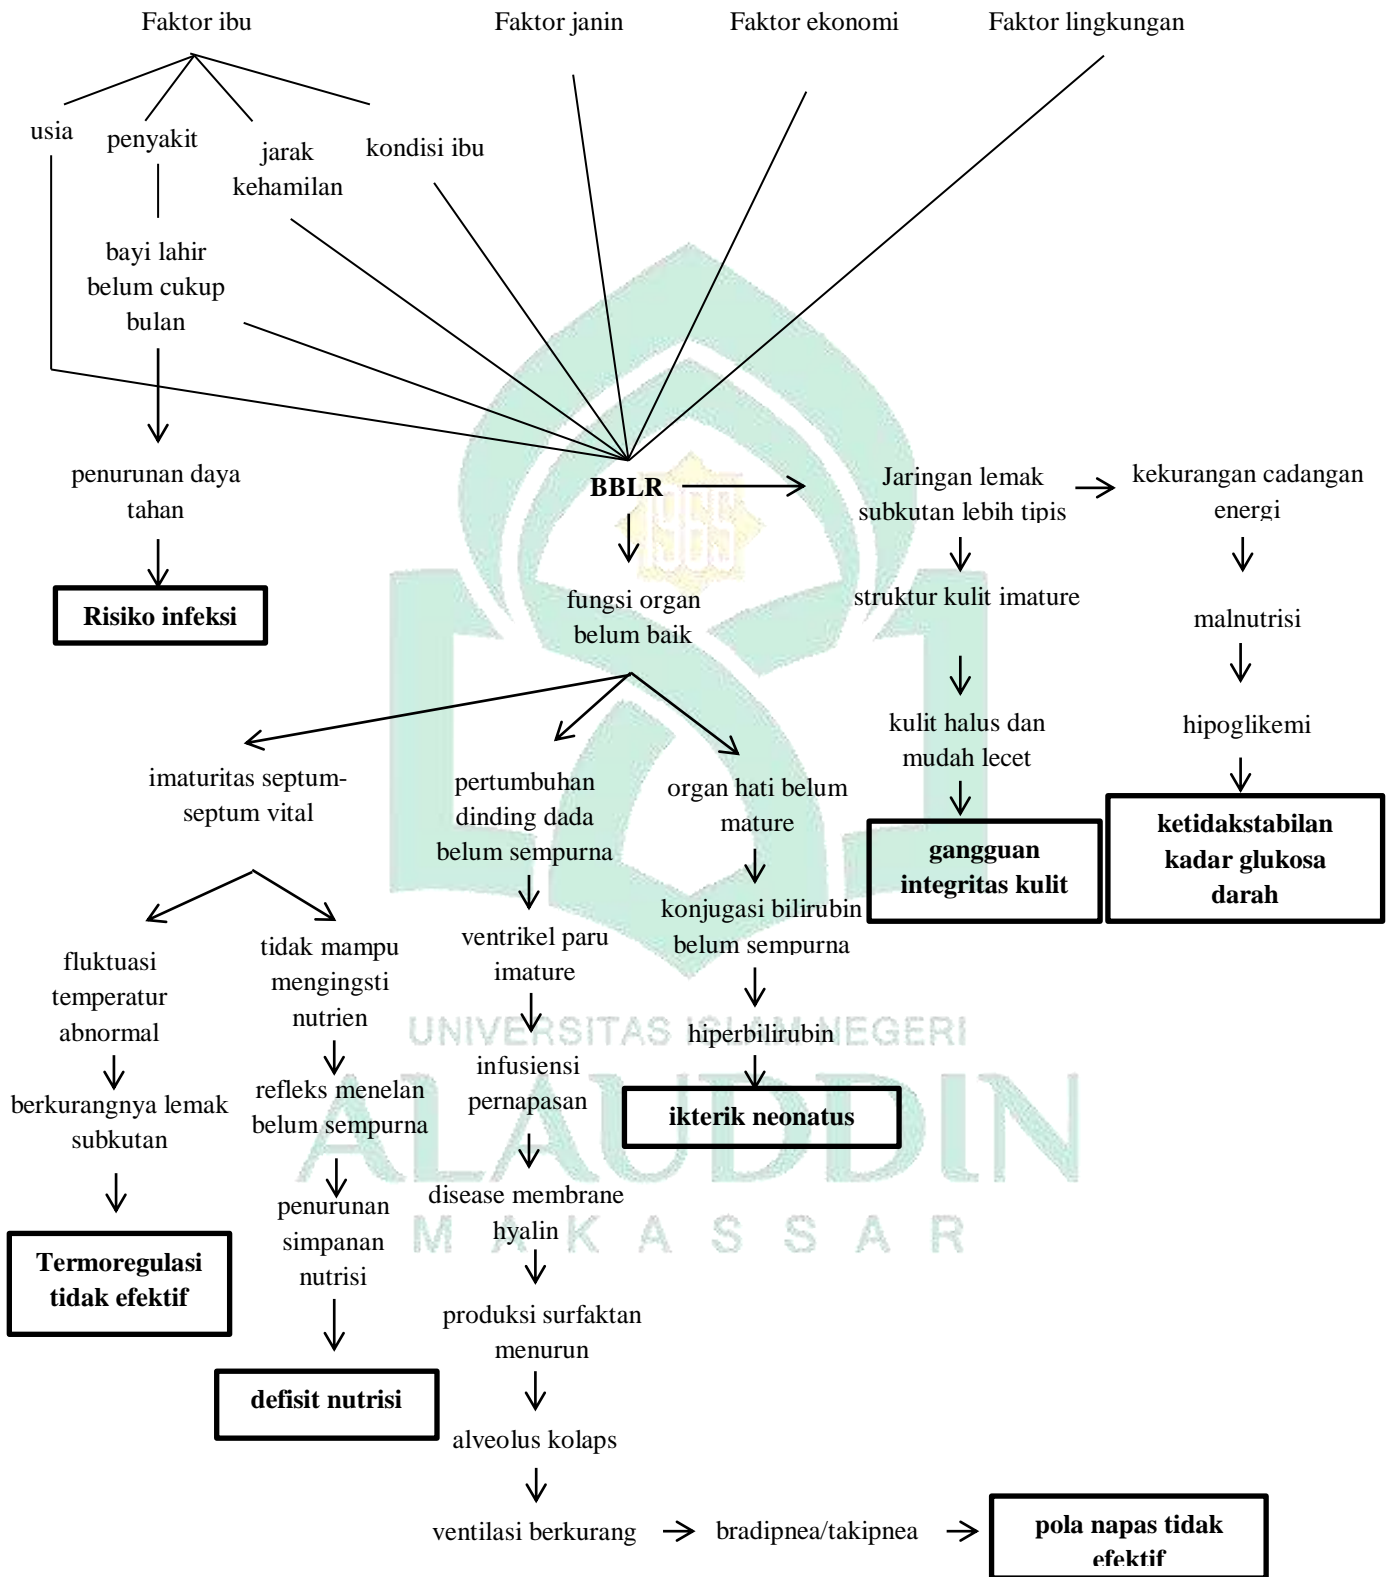 Faktor ibu
Faktor janin
Faktor ekonomi
Faktor lingkungan
usia
penyakit
jarak
kehamilan
kondisi ibu
bayi lahir
belum cukup
bulan
penurunan daya
tahan
Risiko infeksi
BBLR
Jaringan lemak
subkutan lebih tipis
kekurangan cadangan
energi
fungsi organ
belum baik
struktur kulit imature
malnutrisi
kulit halus dan
mudah lecet
hipoglikemi
imaturitas septum-
septum vital
pertumbuhan
dinding dada
belum sempurna
organ hati belum
mature
gangguan
integritas kulit
ketidakstabilan
kadar glukosa
darah
fluktuasi
temperatur
abnormal
tidak mampu
mengingsti
nutrien
ventrikel paru
imature
konjugasi bilirubin
belum sempurna
hiperbilirubin
UNIVERSITAS ISLAM NEGERI
berkurangnya lemak
subkutan
refleks menelan
belum sempurna
infusiensi
pernapasan
ikterik neonatus
ALAUDDIN
MAKASSAR
Termoregulasi
tidak efektif
penurunan
simpanan
nutrisi
disease membrane
hyalin
produksi surfaktan
menurun
defisit nutrisi
alveolus kolaps
ventilasi berkurang
bradipnea/takipnea
pola napas tidak
efektif
1965